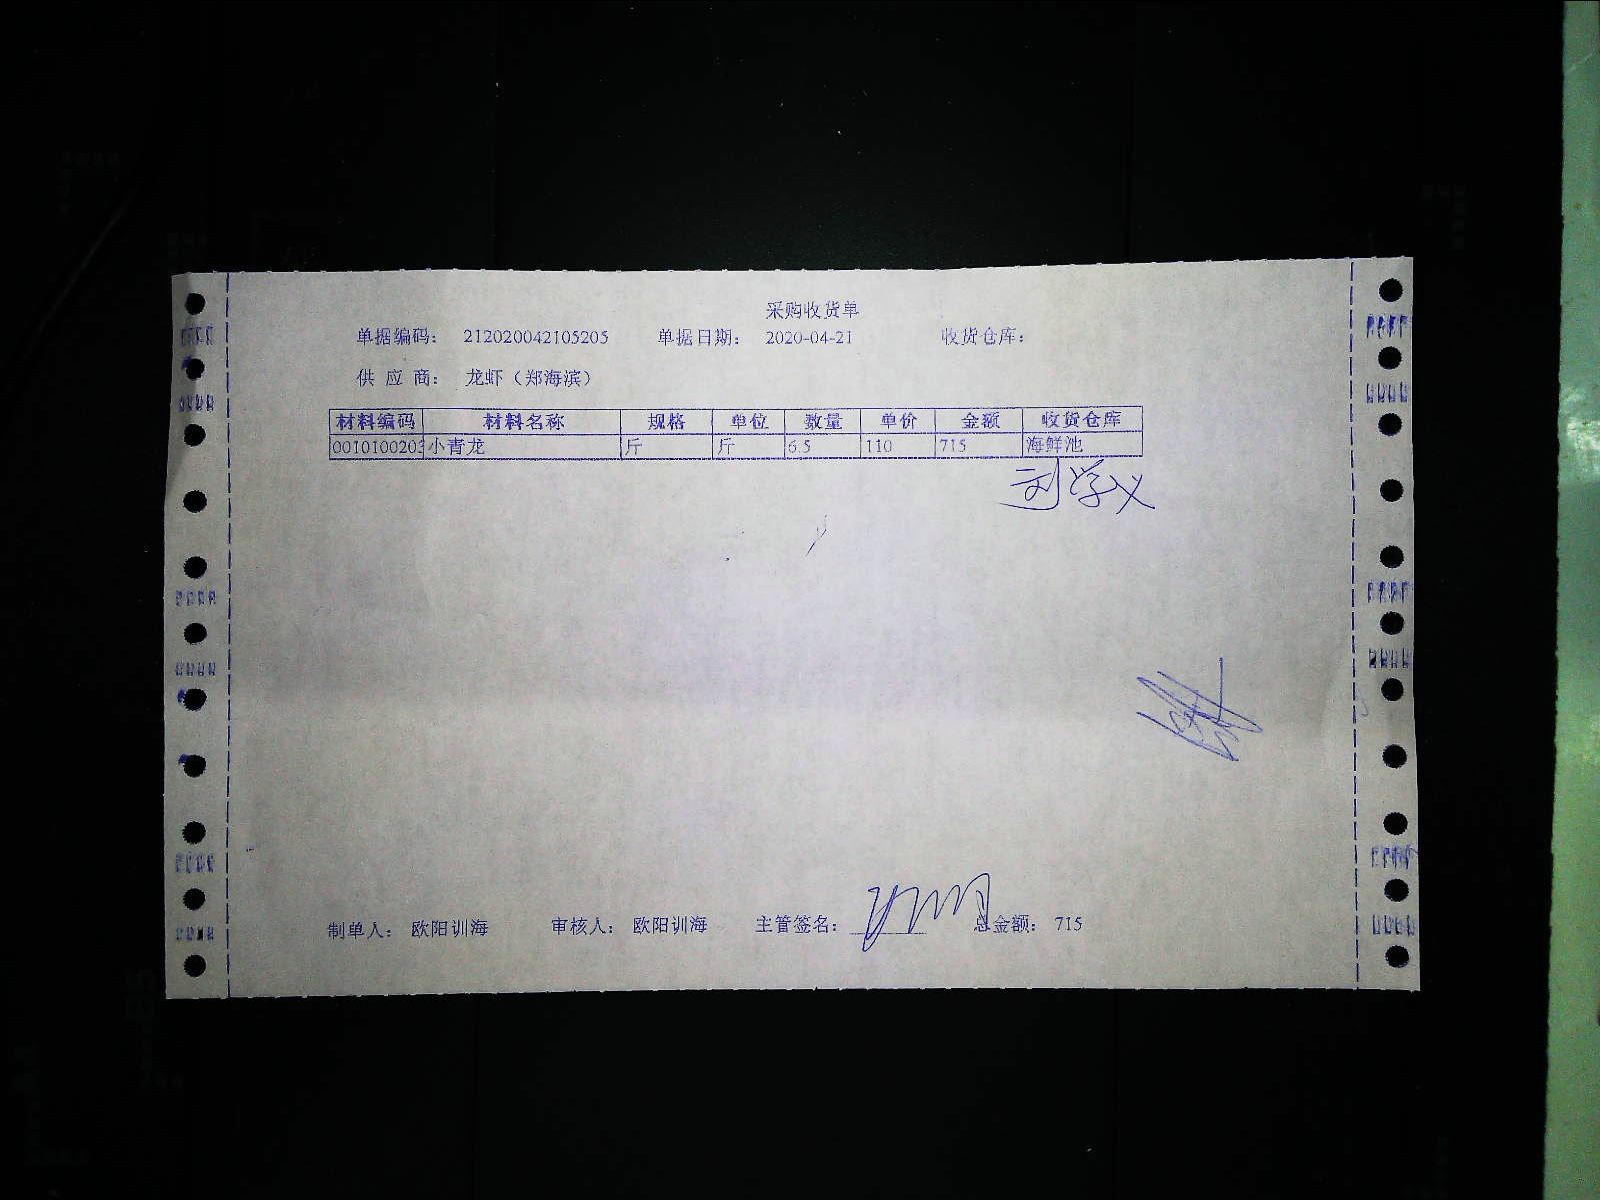 采购收货单
单据编码： 212020042105205 单据日期： 2020-04-21 收货仓库：
供 应 商： 龙虾（郑海滨）
材料编码 材料名称 规格 单位 数量 单价 金额 收货仓库
0010100203 小青龙 斤 斤 6.5 110 715 海鲜池
刘学义
制单人： 欧阳训海 审核人： 欧阳训海 主管签名： 总金额： 715